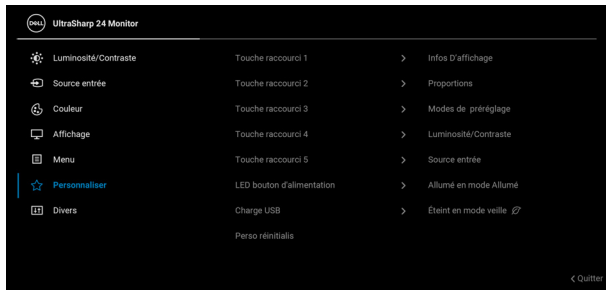 DELL UltraSharp 24 Monitor
Luminosité/Contraste Touche raccourci 1 > Infos D'affichage
Source entrée Touche raccourci 2 > Proportions
Couleur Touche raccourci 3 > Modes de préréglage
Affichage Touche raccourci 4 > Luminosité/Contraste
Menu Touche raccourci 5 > Source entrée
Personnaliser LED bouton d'alimentation > Allumé en mode Allumé
Divers Charge USB > Éteint en mode veille
Perso réinitialis
< Quitter